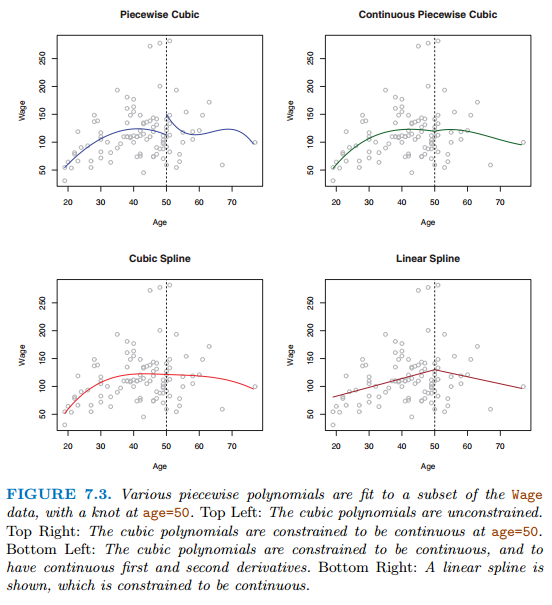 Piecewise Cubic
Continuous Piecewise Cubic
Wage
50 100 150 200 250
20 30 40 50 60 70
Age
Wage
50 100 150 200 250
20 30 40 50 60 70
Age
Cubic Spline
Linear Spline
Wage
50 100 150 200 250
20 30 40 50 60 70
Age
Wage
50 100 150 200 250
20 30 40 50 60 70
Age
FIGURE 7.3. Various piecewise polynomials are fit to a subset of the Wage
data, with a knot at age=50. Top Left: The cubic polynomials are unconstrained.
Top Right: The cubic polynomials are constrained to be continuous at age=50.
Bottom Left: The cubic polynomials are constrained to be continuous, and to
have continuous first and second derivatives. Bottom Right: A linear spline is
shown, which is constrained to be continuous.